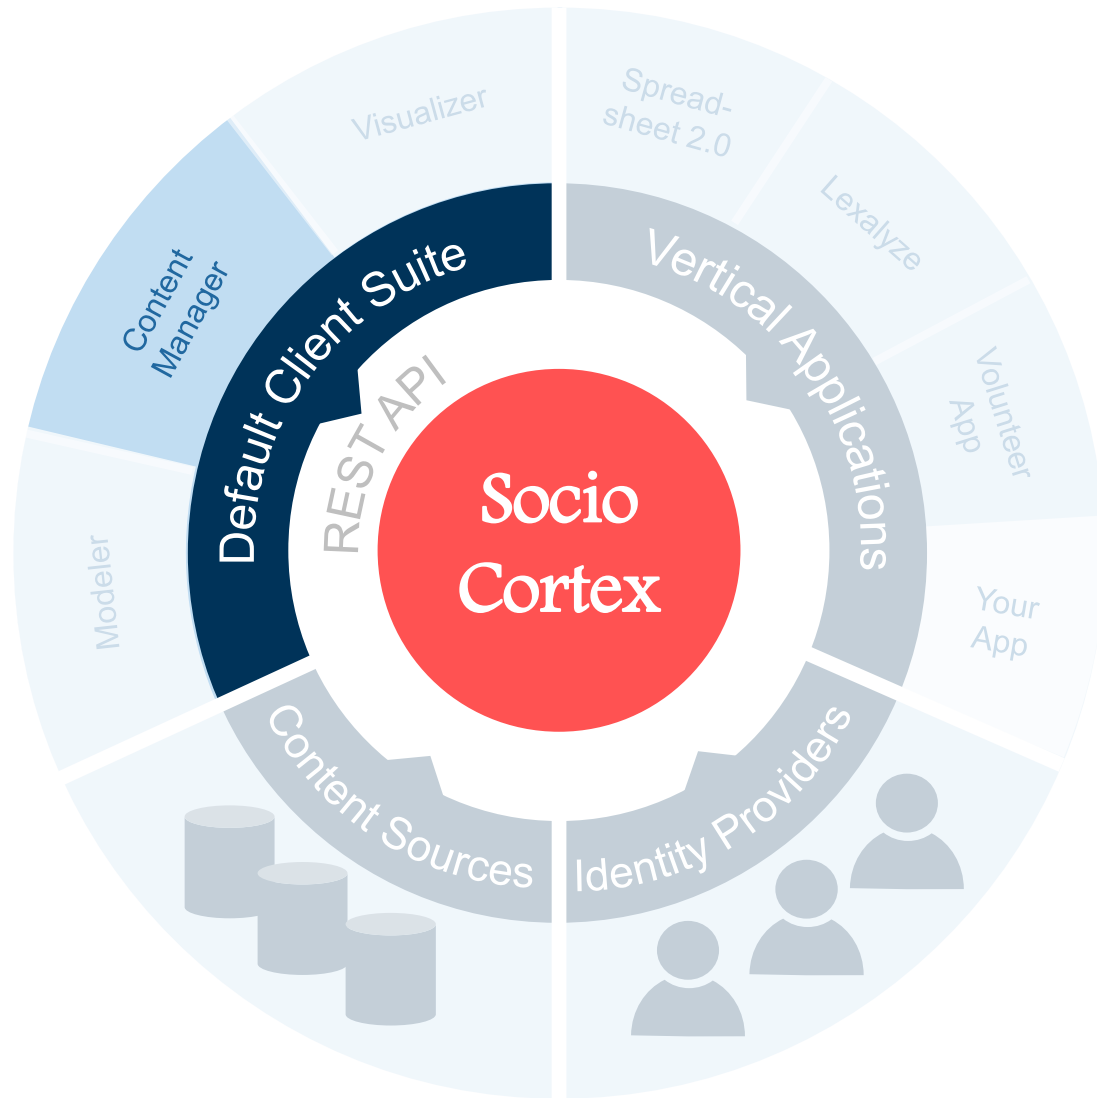 Visualizer
Spread-
sheet 2.0
Lexalyze
Content
Manager
Default Client Suite
Vertical Applications
REST API
Volunteer
App
Socio
Cortex
Modeler
Your
App
Content Sources
Identity Providers